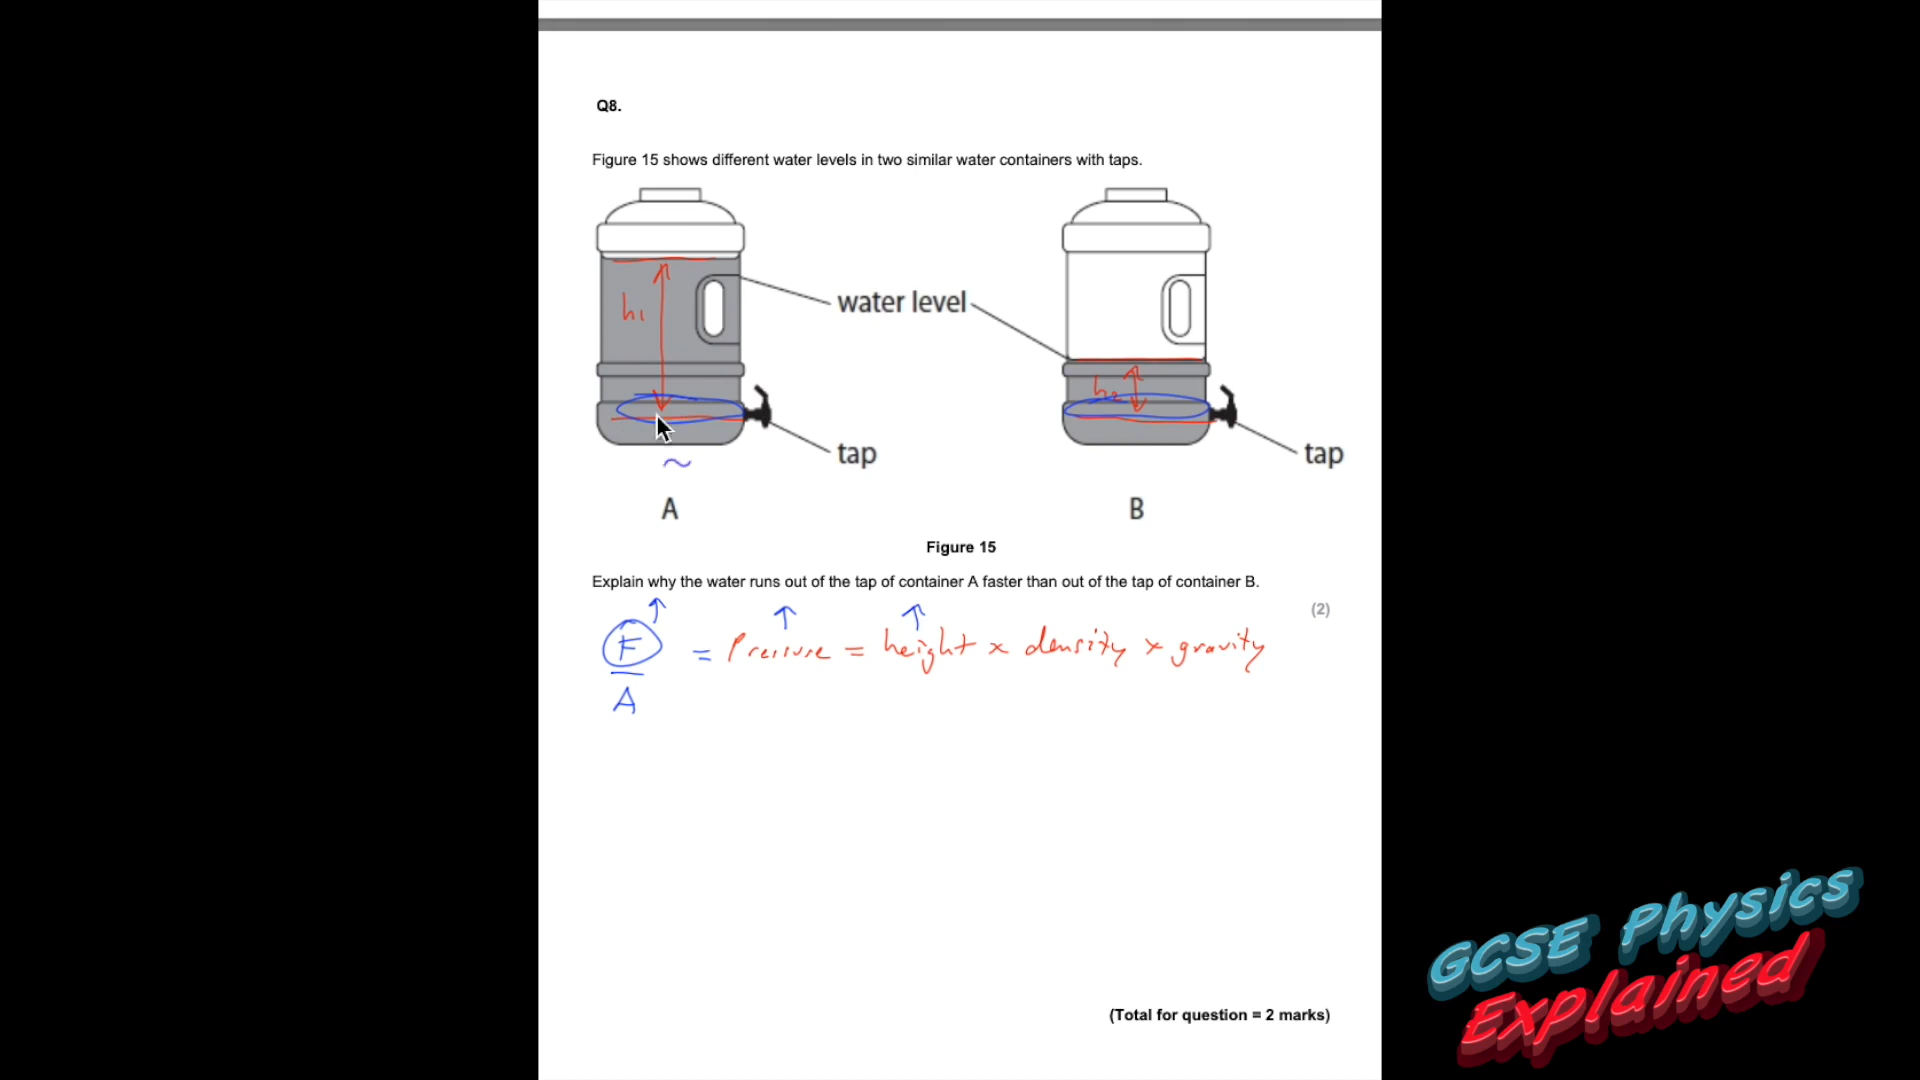 Q8.
Figure 15 shows different water levels in two similar water containers with taps.
h₁
water level
h₂
tap
tap
A
B
Figure 15
Explain why the water runs out of the tap of container A faster than out of the tap of container B.
(2)
F/A = Pressure = height × density × gravity
(Total for question = 2 marks)
GCSE Physics
Explained